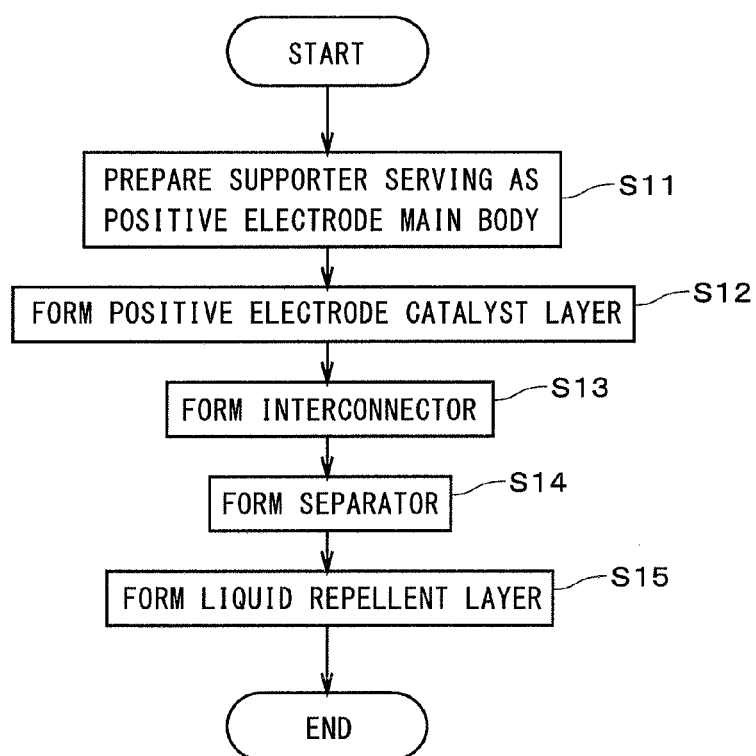 START
PREPARE SUPPORTER SERVING AS
POSITIVE ELECTRODE MAIN BODY
S11
FORM POSITIVE ELECTRODE CATALYST LAYER
S12
FORM INTERCONNECTOR
S13
FORM SEPARATOR
S14
FORM LIQUID REPELLENT LAYER
S15
END